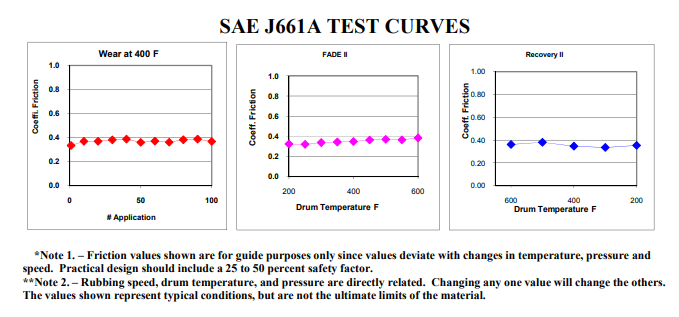 SAE J661A TEST CURVES
Wear at 400 F
Coeff. Friction
1.0
0.8
0.6
0.4
0.2
0.0
0
50
100
# Application
FADE II
Coeff. Friction
1.0
0.8
0.6
0.4
0.2
0.0
200
400
600
Drum Temperature F
Recovery II
Coeff. Friction
1.00
0.80
0.60
0.40
0.20
0.00
600
400
200
Drum Temperature F
*Note 1. – Friction values shown are for guide purposes only since values deviate with changes in temperature, pressure and
speed. Practical design should include a 25 to 50 percent safety factor.
**Note 2. – Rubbing speed, drum temperature, and pressure are directly related. Changing any one value will change the others.
The values shown represent typical conditions, but are not the ultimate limits of the material.